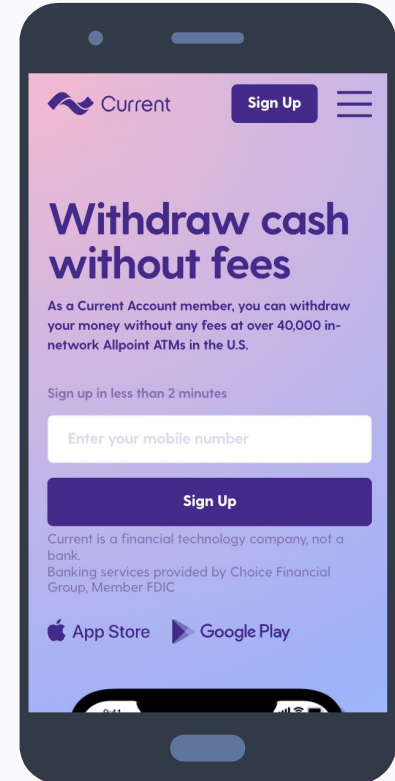 Current
Sign Up
Withdraw cash
without fees
As a Current Account member, you can withdraw
your money without any fees at over 40,000 in-
network Allpoint ATMs in the U.S.
Sign up in less than 2 minutes
Enter your mobile number
Sign Up
Current is a financial technology company, not a
bank.
Banking services provided by Choice Financial
Group, Member FDIC
App Store
Google Play
9:41